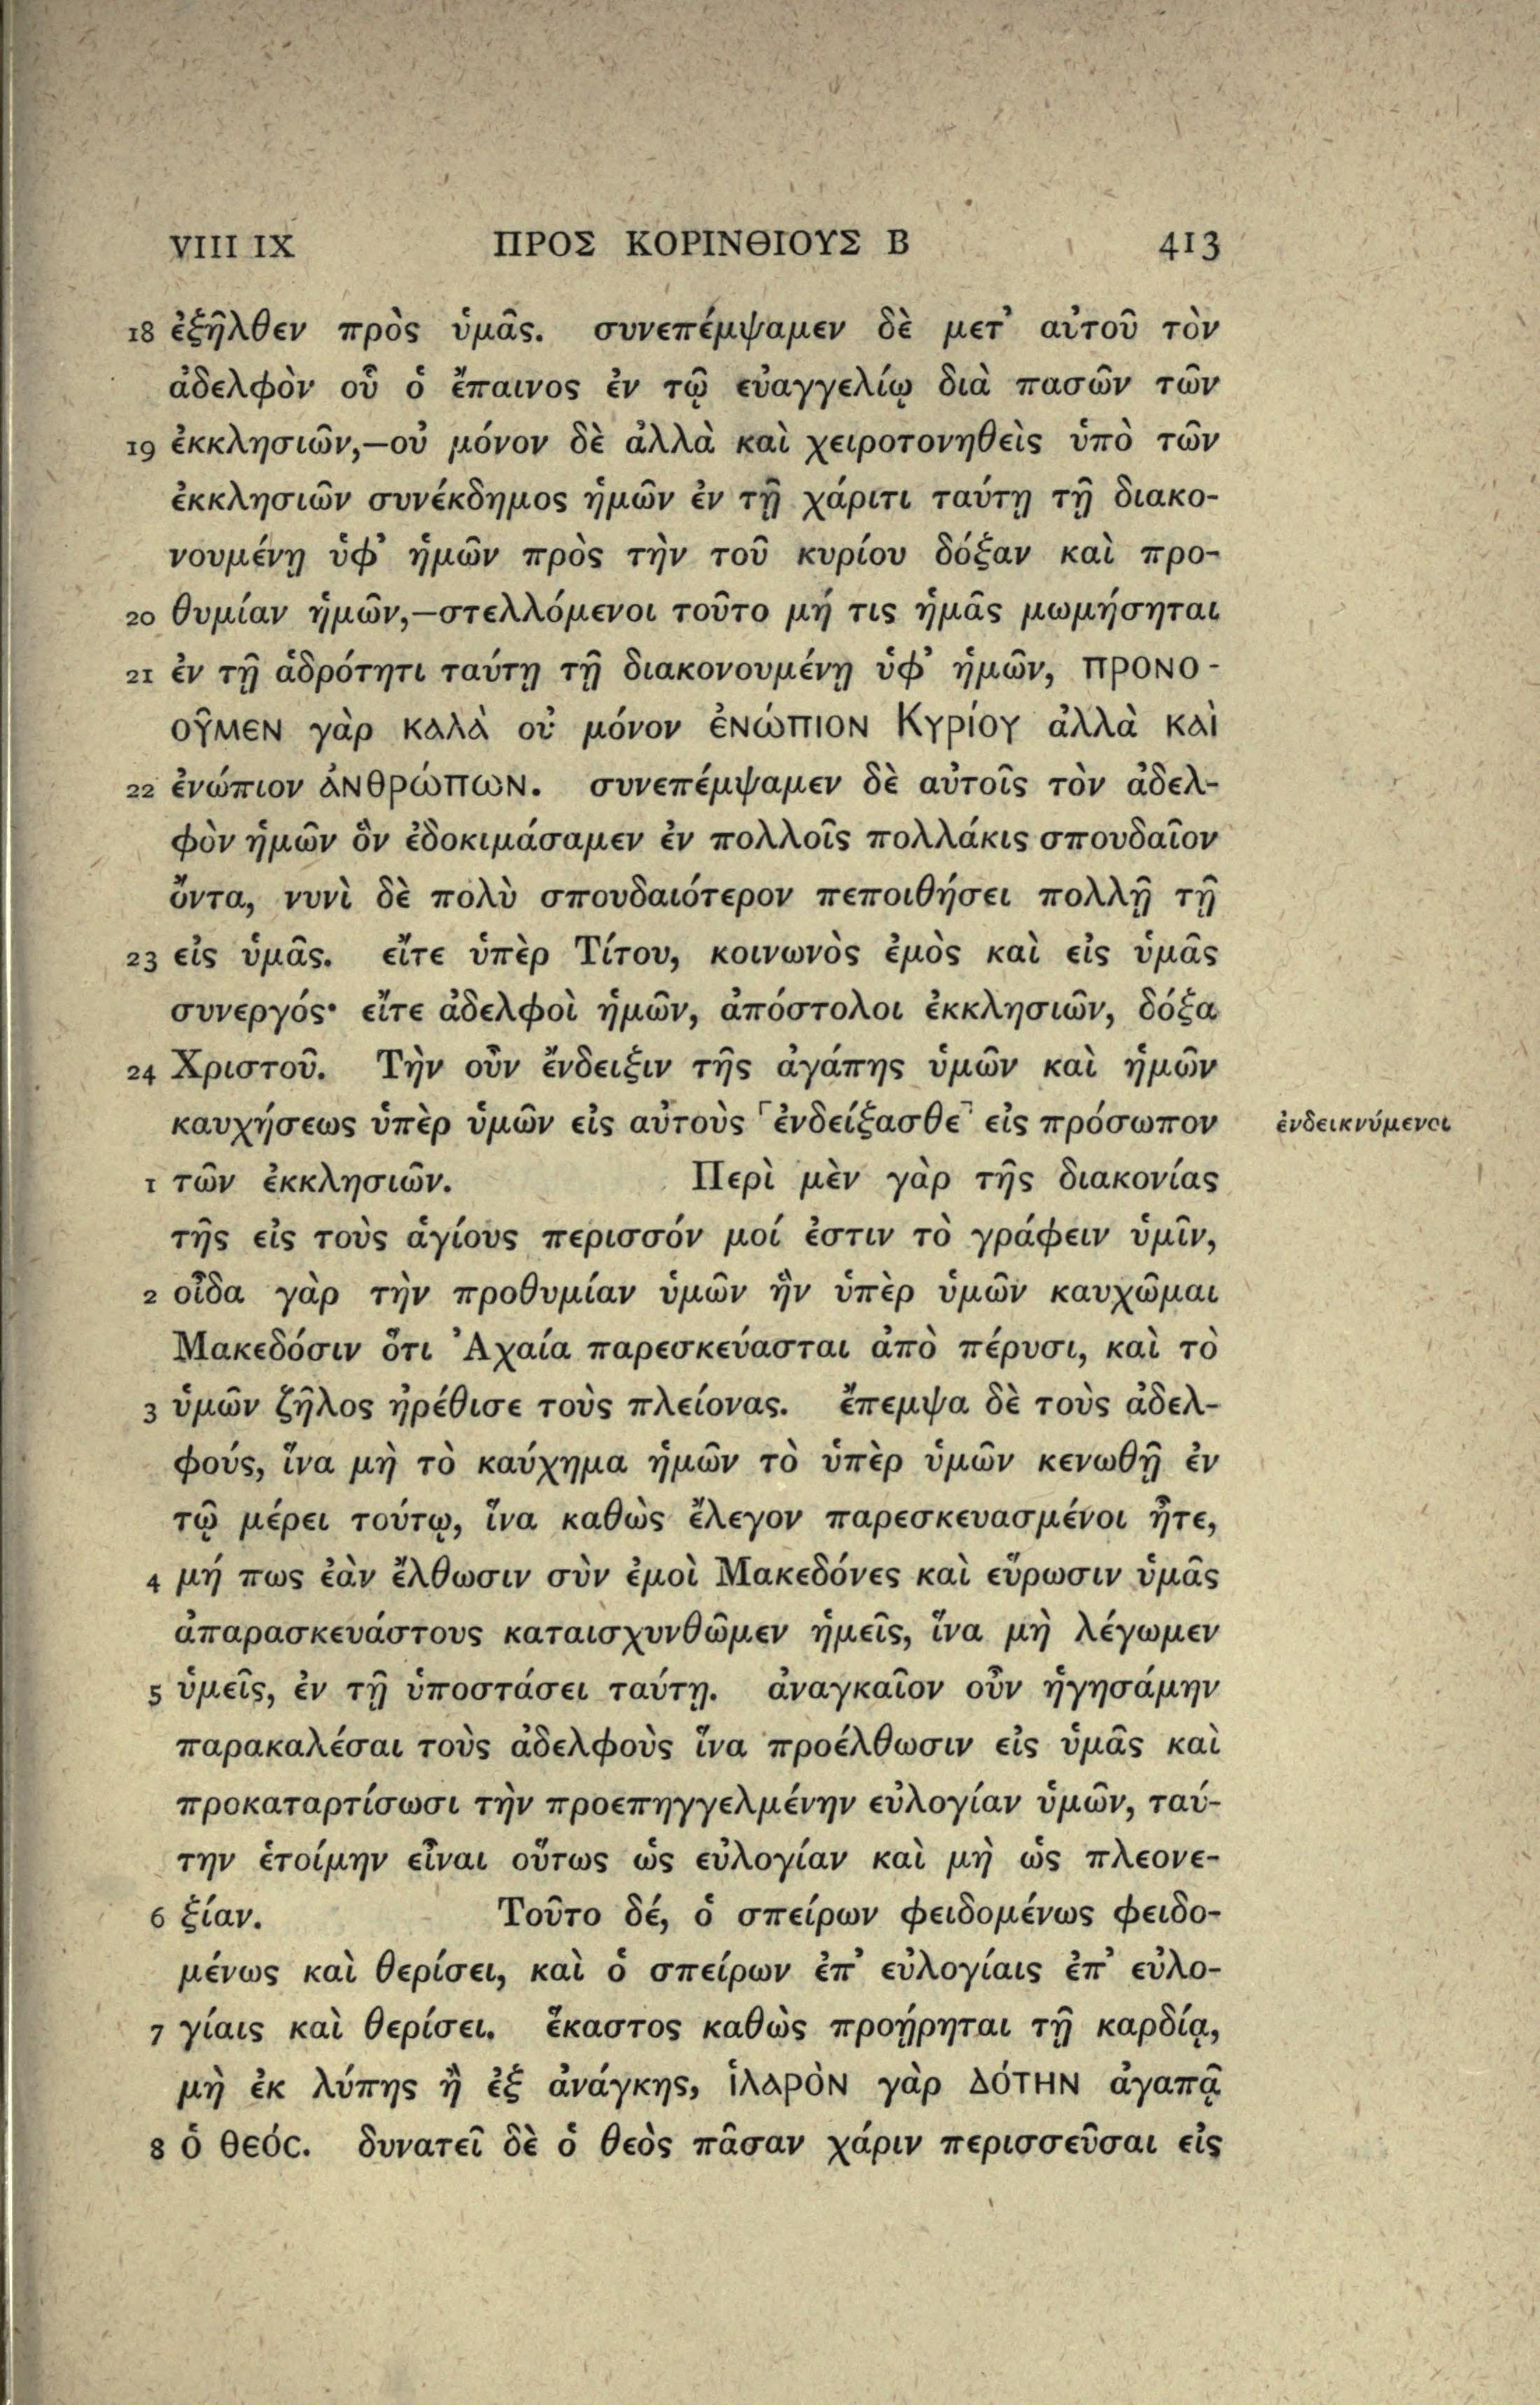 VIII IX ΠΡΟΣ ΚΟΡΙΝΘΙΟΥΣ Β 413
18 ἐξῆλθεν πρὸς ὑμᾶς. συνεπέμψαμεν δὲ μετ᾽ αὐτοῦ τὸν
ἀδελφὸν οὗ ὁ ἔπαινος ἐν τῷ εὐαγγελίῳ διὰ πασῶν τῶν
19 ἐκκλησιῶν,—οὐ μόνον δὲ ἀλλὰ καὶ χειροτονηθεὶς ὑπὸ τῶν
ἐκκλησιῶν συνέκδημος ἡμῶν ἐν τῇ χάριτι ταύτῃ τῇ διακο-
νουμένῃ ὑφ᾽ ἡμῶν πρὸς τὴν τοῦ κυρίου δόξαν καὶ προ-
20 θυμίαν ἡμῶν,—στελλόμενοι τοῦτο μή τις ἡμᾶς μωμήσηται
21 ἐν τῇ ἁδρότητι ταύτῃ τῇ διακονουμένῃ ὑφ᾽ ἡμῶν, προνο-
οῦμεν γὰρ καλὰ οὐ μόνον ἐνώπιον Κυρίου ἀλλὰ καὶ
22 ἐνώπιον ἀνθρώπων. συνεπέμψαμεν δὲ αὐτοῖς τὸν ἀδελ-
φὸν ἡμῶν ὃν ἐδοκιμάσαμεν ἐν πολλοῖς πολλάκις σπουδαῖον
ὄντα, νυνὶ δὲ πολὺ σπουδαιότερον πεποιθήσει πολλῇ τῇ
23 εἰς ὑμᾶς. εἴτε ὑπὲρ Τίτου, κοινωνὸς ἐμὸς καὶ εἰς ὑμᾶς
συνεργός· εἴτε ἀδελφοὶ ἡμῶν, ἀπόστολοι ἐκκλησιῶν, δόξα
24 Χριστοῦ. Τὴν οὖν ἔνδειξιν τῆς ἀγάπης ὑμῶν καὶ ἡμῶν
καυχήσεως ὑπὲρ ὑμῶν εἰς αὐτοὺς ⌜ἐνδείξασθε⌝ εἰς πρόσωπον ἐνδεικνύμενοι
1 τῶν ἐκκλησιῶν. Περὶ μὲν γὰρ τῆς διακονίας
τῆς εἰς τοὺς ἁγίους περισσόν μοί ἐστιν τὸ γράφειν ὑμῖν,
2 οἶδα γὰρ τὴν προθυμίαν ὑμῶν ἣν ὑπὲρ ὑμῶν καυχῶμαι
Μακεδόσιν ὅτι Ἀχαία παρεσκεύασται ἀπὸ πέρυσι, καὶ τὸ
3 ὑμῶν ζῆλος ἠρέθισε τοὺς πλείονας. ἔπεμψα δὲ τοὺς ἀδελ-
φούς, ἵνα μὴ τὸ καύχημα ἡμῶν τὸ ὑπὲρ ὑμῶν κενωθῇ ἐν
τῷ μέρει τούτῳ, ἵνα καθὼς ἔλεγον παρεσκευασμένοι ἦτε,
4 μή πως ἐὰν ἔλθωσιν σὺν ἐμοὶ Μακεδόνες καὶ εὕρωσιν ὑμᾶς
ἀπαρασκευάστους καταισχυνθῶμεν ἡμεῖς, ἵνα μὴ λέγωμεν
5 ὑμεῖς, ἐν τῇ ὑποστάσει ταύτῃ. ἀναγκαῖον οὖν ἡγησάμην
παρακαλέσαι τοὺς ἀδελφοὺς ἵνα προέλθωσιν εἰς ὑμᾶς καὶ
προκαταρτίσωσι τὴν προεπηγγελμένην εὐλογίαν ὑμῶν, ταύ-
την ἑτοίμην εἶναι οὕτως ὡς εὐλογίαν καὶ μὴ ὡς πλεονε-
6 ξίαν. Τοῦτο δέ, ὁ σπείρων φειδομένως φειδο-
μένως καὶ θερίσει, καὶ ὁ σπείρων ἐπ᾽ εὐλογίαις ἐπ᾽ εὐλο-
7 γίαις καὶ θερίσει. ἕκαστος καθὼς προῄρηται τῇ καρδίᾳ,
μὴ ἐκ λύπης ἢ ἐξ ἀνάγκης, ἱλαρὸν γὰρ δότην ἀγαπᾷ
8 ὁ θεός. δυνατεῖ δὲ ὁ θεὸς πᾶσαν χάριν περισσεῦσαι εἰς